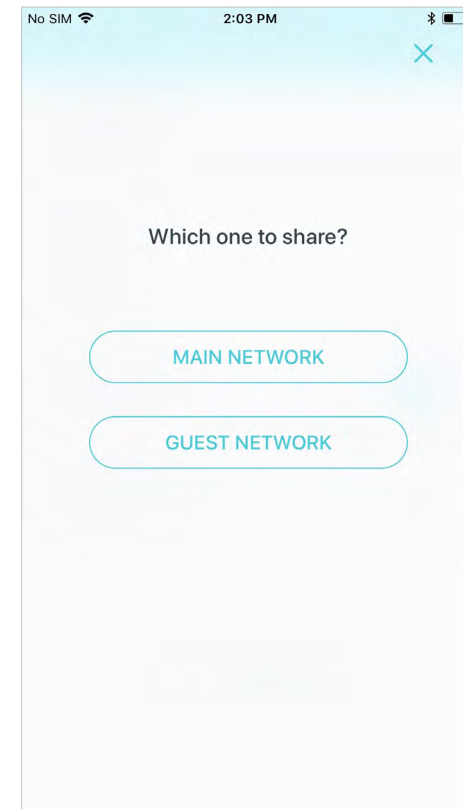 No SIM 2:03 PM
Which one to share?
MAIN NETWORK
GUEST NETWORK